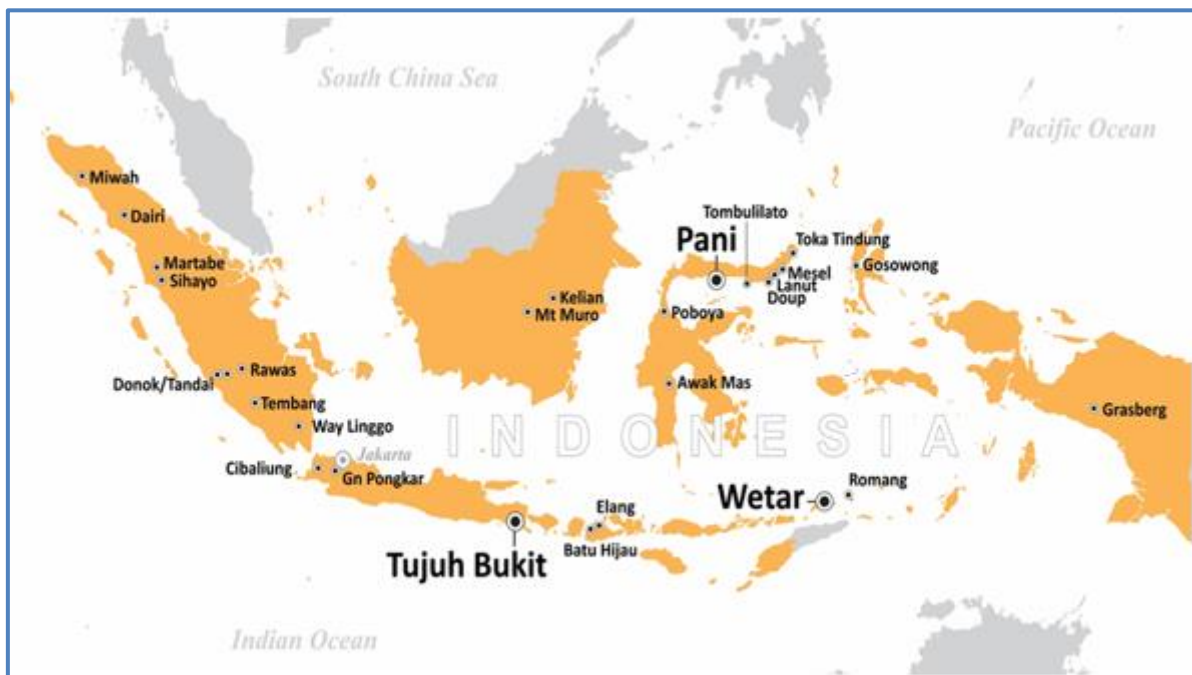 South China Sea
Pacific Ocean
Miwah
Dairi
Tombulilato
Pani
Toka Tindung
Martabe
Sihayo
Mesel
Gosowong
Lanut
Doup
Kelian
Mt Muro
Poboya
Rawas
Donok/Tandai
Awak Mas
Tembang
Grasberg
Way Linggo
INDONESIA
Jakarta
Cibaliung
Gn Pongkar
Wetar
Romang
Elang
Batu Hijau
Tujuh Bukit
Indian Ocean